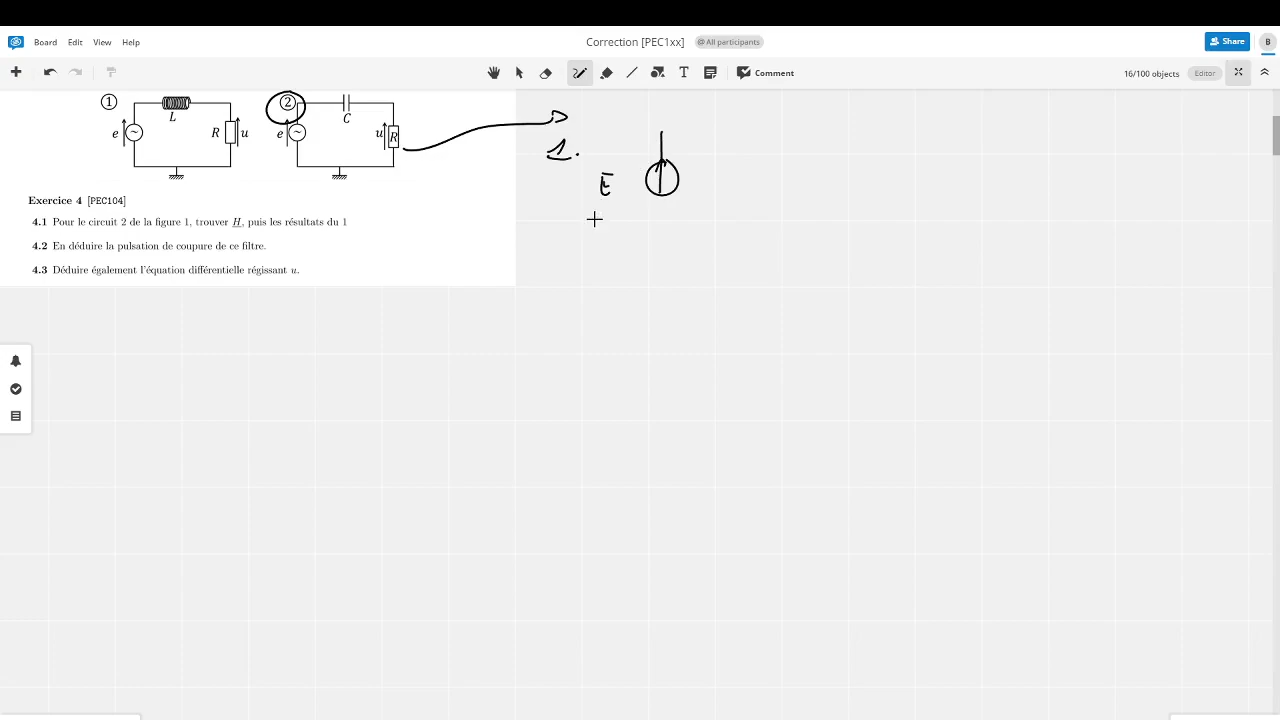 Board Edit View Help
Correction [PEC1xx] @ All participants
Share B
T Comment
16/100 objects Editor
① L e R u
② C e u R
Exercice 4 [PEC104]
4.1 Pour le circuit 2 de la figure 1, trouver H, puis les résultats du 1
4.2 En déduire la pulsation de coupure de ce filtre.
4.3 Déduire également l'équation différentielle régissant u.
1.
E